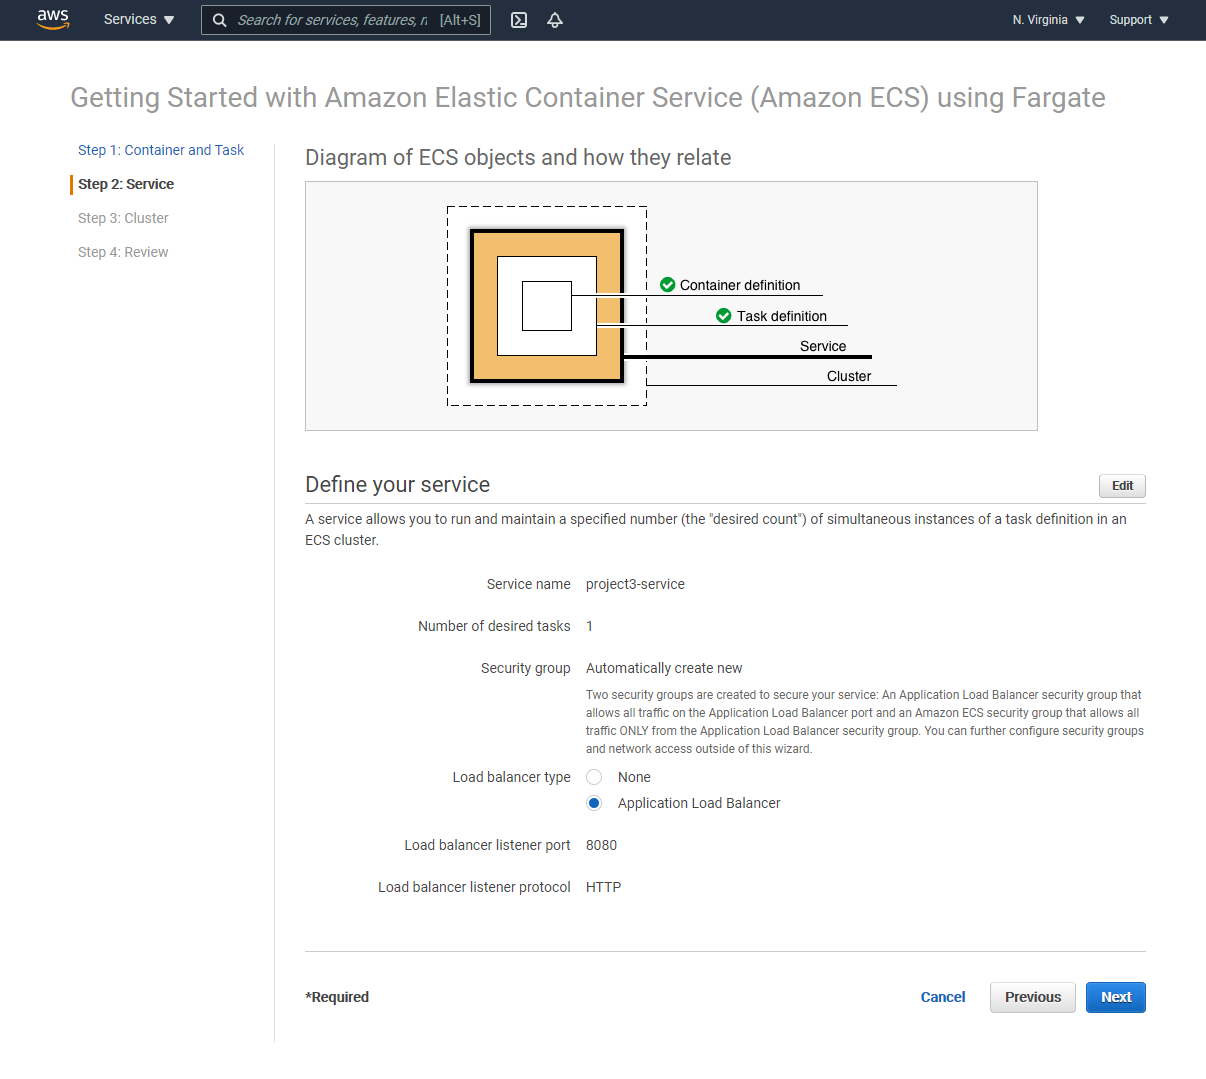 aws
Services
Search for services, features, n [Alt+S]
N. Virginia
Support
Getting Started with Amazon Elastic Container Service (Amazon ECS) using Fargate
Step 1: Container and Task
Step 2: Service
Step 3: Cluster
Step 4: Review
Diagram of ECS objects and how they relate
Container definition
Task definition
Service
Cluster
Define your service
Edit
A service allows you to run and maintain a specified number (the "desired count") of simultaneous instances of a task definition in an
ECS cluster.
Service name project3-service
Number of desired tasks 1
Security group Automatically create new
Two security groups are created to secure your service: An Application Load Balancer security group that
allows all traffic on the Application Load Balancer port and an Amazon ECS security group that allows all
traffic ONLY from the Application Load Balancer security group. You can further configure security groups
and network access outside of this wizard.
Load balancer type None
Application Load Balancer
Load balancer listener port 8080
Load balancer listener protocol HTTP
*Required
Cancel
Previous
Next